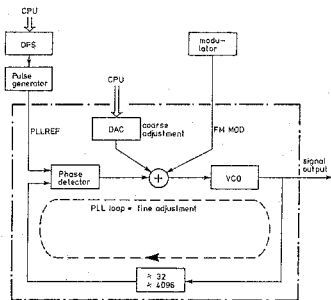 CPU
DFS
Pulse
generator
modu-
lator
CPU
DAC
coarse
adjustment
PLLREF
FM MOD
signal
output
Phase
detector
+
VCO
PLL loop = fine adjustment
* 32
* 4096